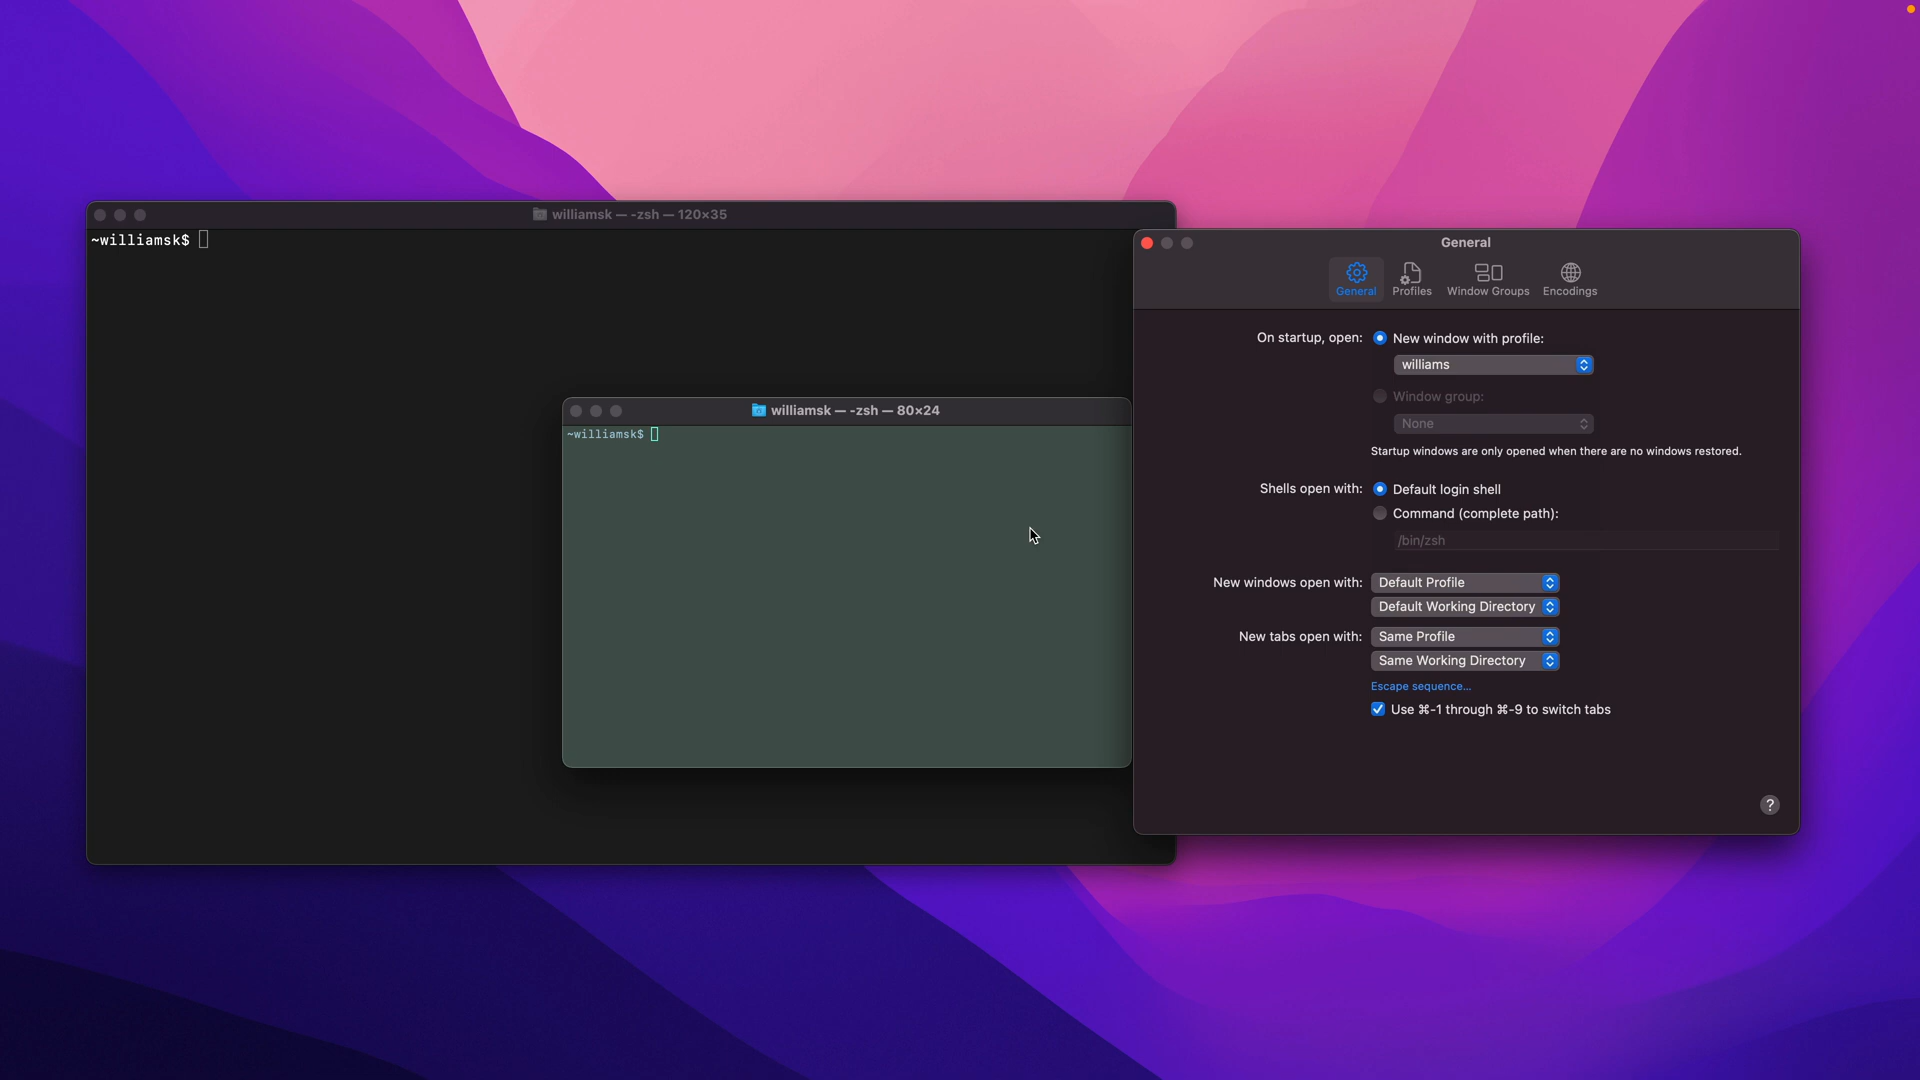 williamsk — -zsh — 120×35
~williamsk$
williamsk — -zsh — 80×24
~williamsk$
General
General Profiles Window Groups Encodings
On startup, open: New window with profile:
williams
Window group:
None
Startup windows are only opened when there are no windows restored.
Shells open with: Default login shell
Command (complete path):
/bin/zsh
New windows open with: Default Profile
Default Working Directory
New tabs open with: Same Profile
Same Working Directory
Escape sequence...
Use ⌘-1 through ⌘-9 to switch tabs
?